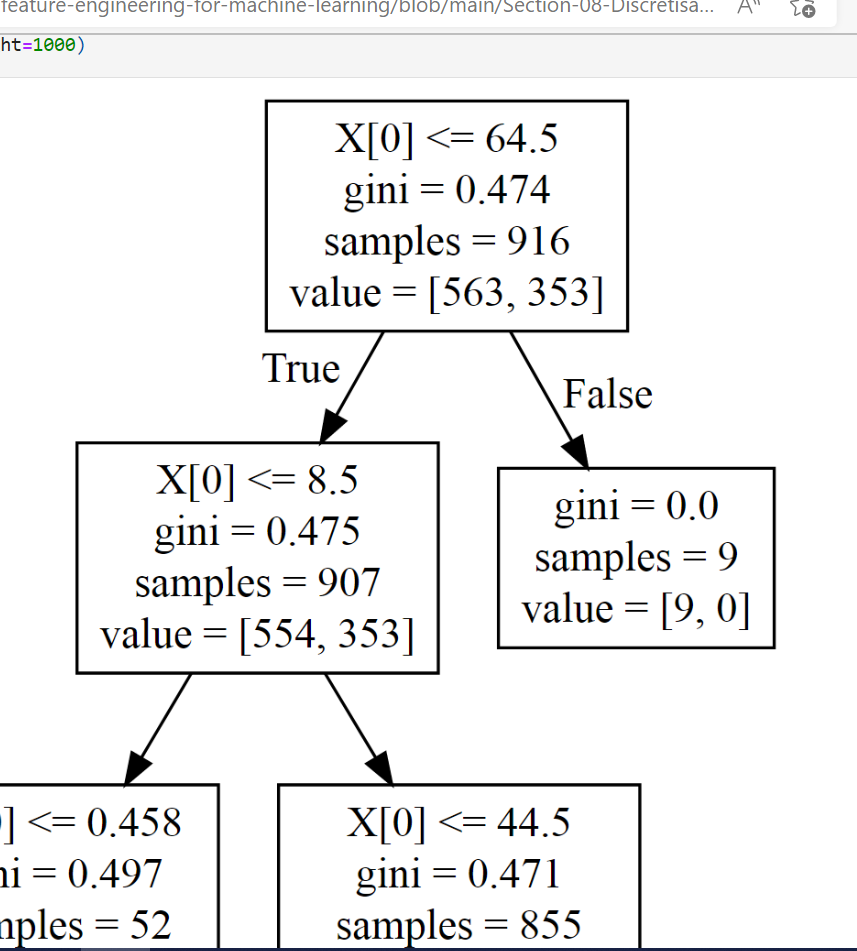 feature-engineering-for-machine-learning/blob/main/Section-08-Discretisa...
ht=1000)
X[0] <= 64.5
gini = 0.474
samples = 916
value = [563, 353]
True
False
X[0] <= 8.5
gini = 0.475
samples = 907
value = [554, 353]
gini = 0.0
samples = 9
value = [9, 0]
] <= 0.458
ni = 0.497
mples = 52
X[0] <= 44.5
gini = 0.471
samples = 855